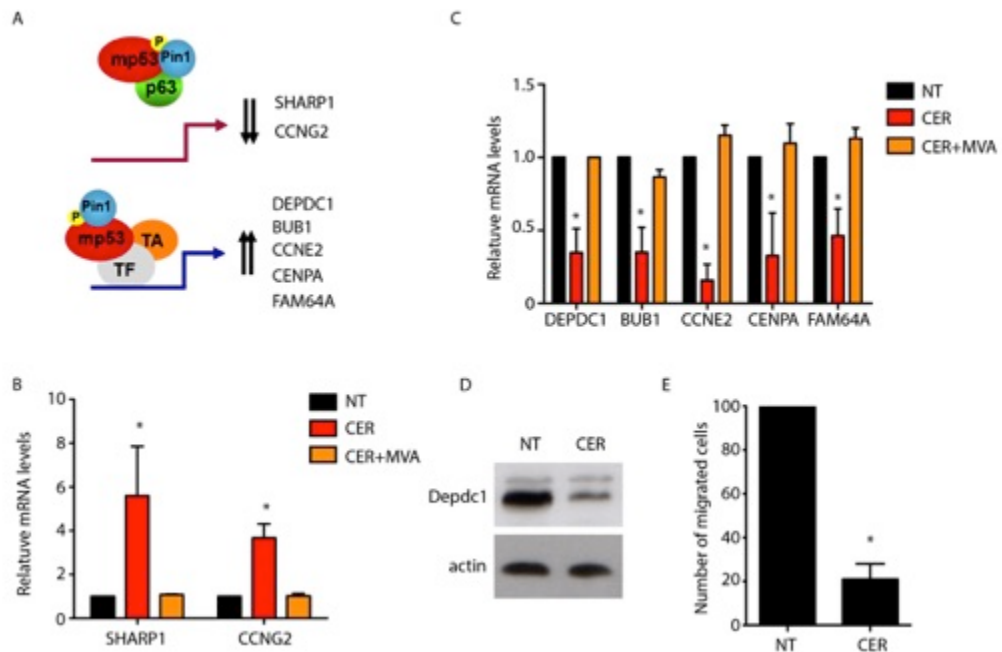 A
P
mp53
Pin1
p63
SHARP1
CCNG2
Pin1
P
mp53
TA
TF
DEPDC1
BUB1
CCNE2
CENPA
FAM64A
C
Relatuve mRNA levels
1.5
1.0
0.5
0
* * * * *
DEPDC1 BUB1 CCNE2 CENPA FAM64A
NT
CER
CER+MVA
B
Relatuve mRNA levels
10
8
6
4
2
0
* *
SHARP1 CCNG2
NT
CER
CER+MVA
D
NT CER
Depdc1
actin
E
Number of migrated cells
100
80
60
40
20
0
*
NT CER